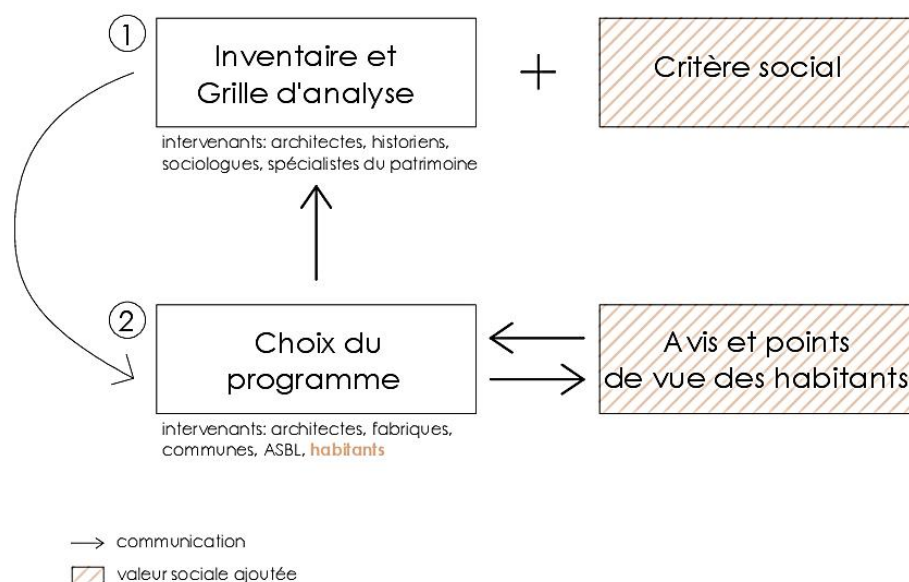 1
Inventaire et
Grille d'analyse
+
Critère social
intervenants: architectes, historiens,
sociologues, spécialistes du patrimoine
2
Choix du
programme
Avis et points
de vue des habitants
intervenants: architectes, fabriques,
communes, ASBL, habitants
communication
valeur sociale ajoutée